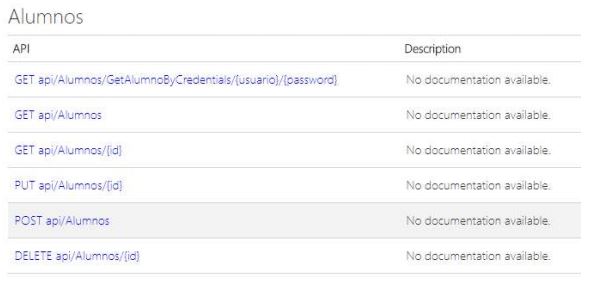 Alumnos
API Description
GET api/Alumnos/GetAlumnoByCredentials/{usuario}/{password} No documentation available.
GET api/Alumnos No documentation available.
GET api/Alumnos/{id} No documentation available.
PUT api/Alumnos/{id} No documentation available.
POST api/Alumnos No documentation available.
DELETE api/Alumnos/{id} No documentation available.